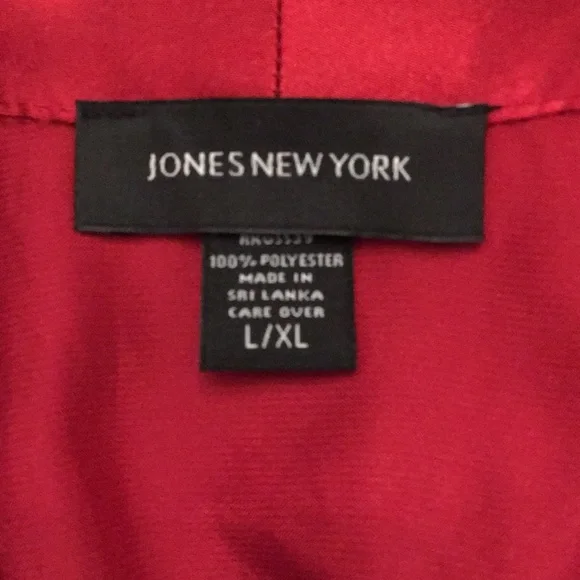 JONES NEW YORK
100% POLYESTER
MADE IN
SRI LANKA
CARE OVER
L/XL